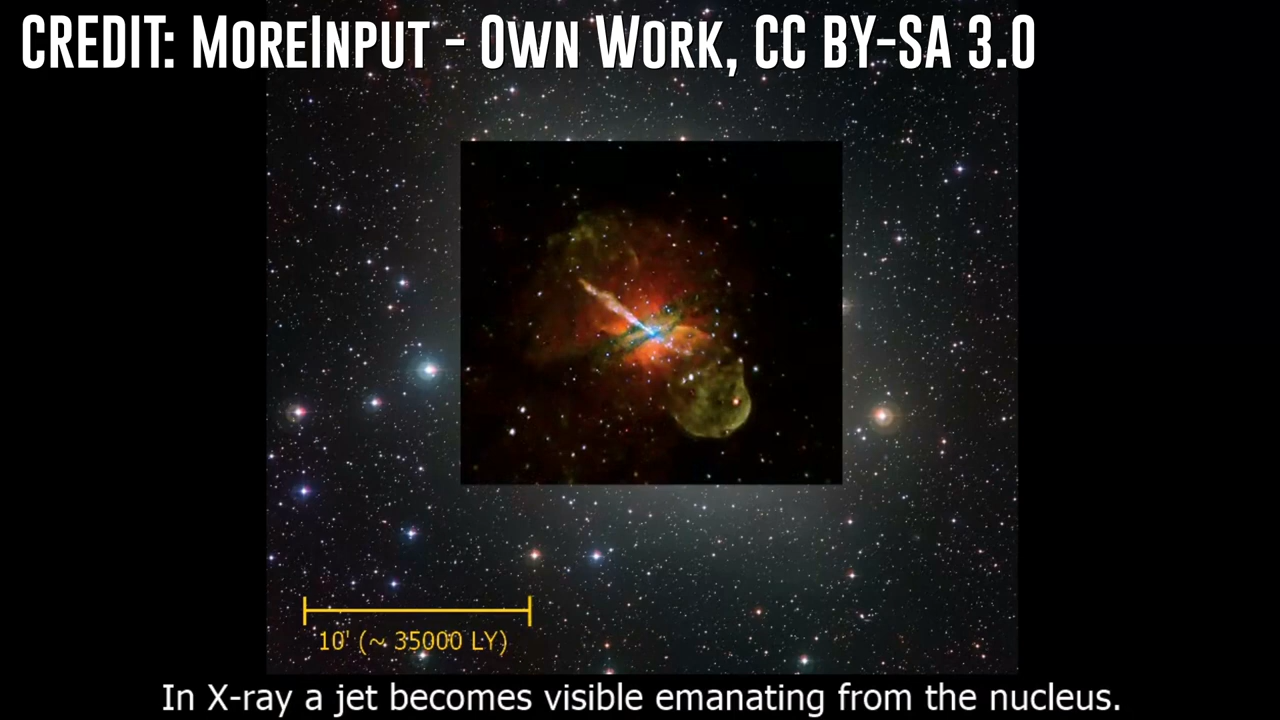 CREDIT: MOREINPUT - OWN WORK, CC BY-SA 3.0
10' (~ 35000 LY)
In X-ray a jet becomes visible emanating from the nucleus.